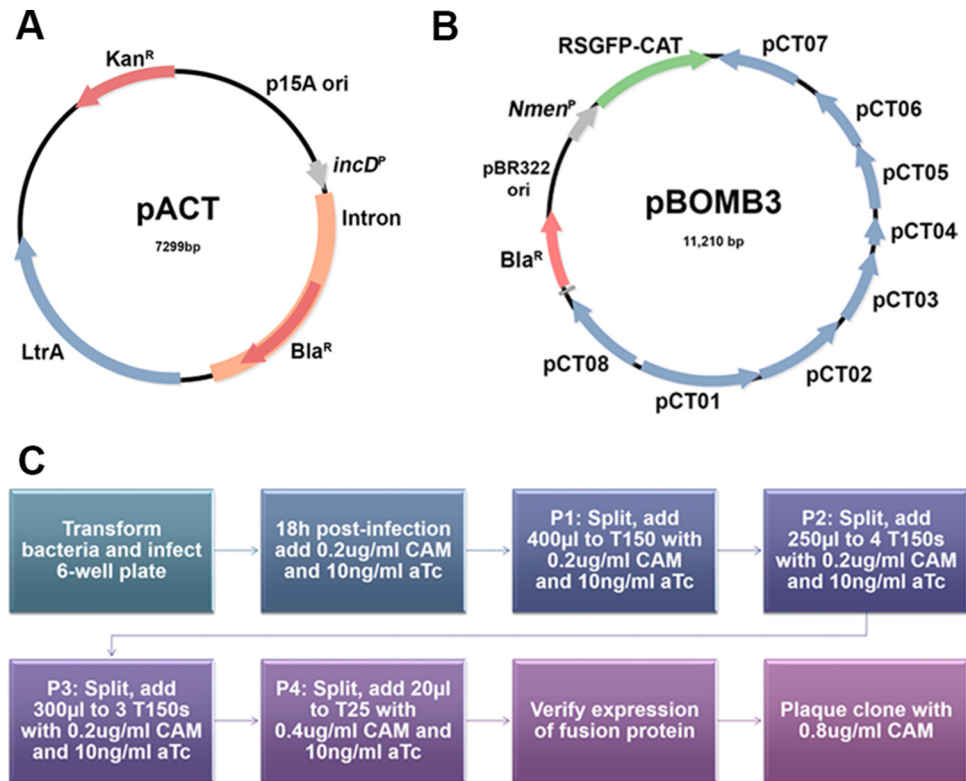 A
Kan^R
p15A ori
incD^P
pACT
7299bp
Intron
LtrA
Bla^R
B
RSGFP-CAT
pCT07
Nmen^P
pCT06
pBR322
ori
pCT05
pBOMB3
11,210 bp
pCT04
Bla^R
pCT03
pCT08
pCT02
pCT01
C
Transform
bacteria and infect
6-well plate
18h post-infection
add 0.2ug/ml CAM
and 10ng/ml aTc
P1: Split, add
400µl to T150 with
0.2ug/ml CAM
and 10ng/ml aTc
P2: Split, add
250µl to 4 T150s
with 0.2ug/ml CAM
and 10ng/ml aTc
P3: Split, add
300µl to 3 T150s
with 0.2ug/ml CAM
and 10ng/ml aTc
P4: Split, add 20µl
to T25 with
0.4ug/ml CAM and
10ng/ml aTc
Verify expression
of fusion protein
Plaque clone with
0.8ug/ml CAM